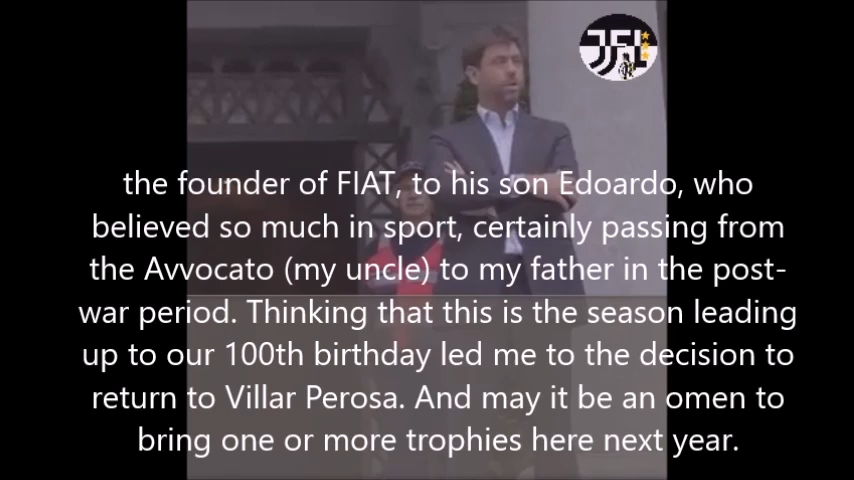 JFL
the founder of FIAT, to his son Edoardo, who
believed so much in sport, certainly passing from
the Avvocato (my uncle) to my father in the post-
war period. Thinking that this is the season leading
up to our 100th birthday led me to the decision to
return to Villar Perosa. And may it be an omen to
bring one or more trophies here next year.